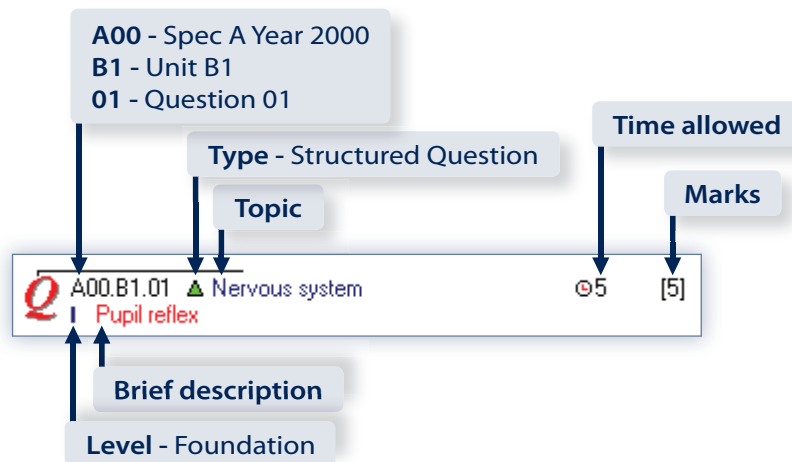 A00 - Spec A Year 2000
B1 - Unit B1
01 - Question 01
Time allowed
Type - Structured Question
Marks
Topic
Q A00.B1.01 Nervous system 5 [5]
I Pupil reflex
Brief description
Level - Foundation